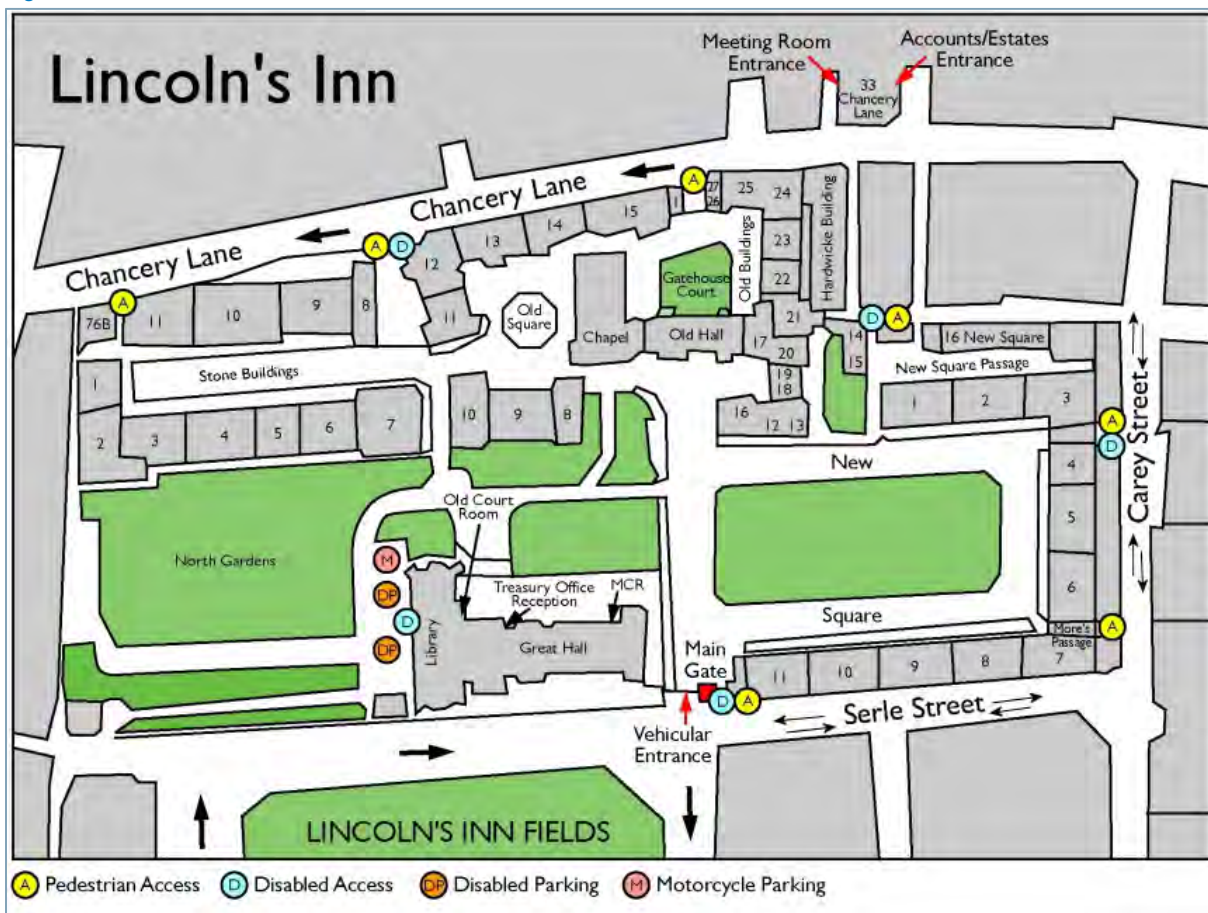 Lincoln's Inn
Meeting Room
Entrance
Accounts/Estates
Entrance
33
Chancery
Lane
Chancery Lane
Chancery Lane
Chancery Lane
A
A
D
A
76B
11
10
9
8
12
11
13
14
15
1
27
26
25
24
23
22
21
Hardwicke Building
Old Buildings
Gatehouse
Court
Old
Square
Chapel
Old Hall
17
20
19
18
16
12
13
14
15
D
A
16 New Square
New Square Passage
1
2
3
A
D
4
5
6
Carey Street
Stone Buildings
1
2
3
4
5
6
7
10
9
8
New
Square
Old Court
Room
North Gardens
M
DP
D
DP
Library
Treasury Office
Reception
MCR
Great Hall
Main
Gate
D
A
11
10
9
8
7
More's
Passage
A
Serle Street
Vehicular
Entrance
LINCOLN'S INN FIELDS
A Pedestrian Access
D Disabled Access
DP Disabled Parking
M Motorcycle Parking